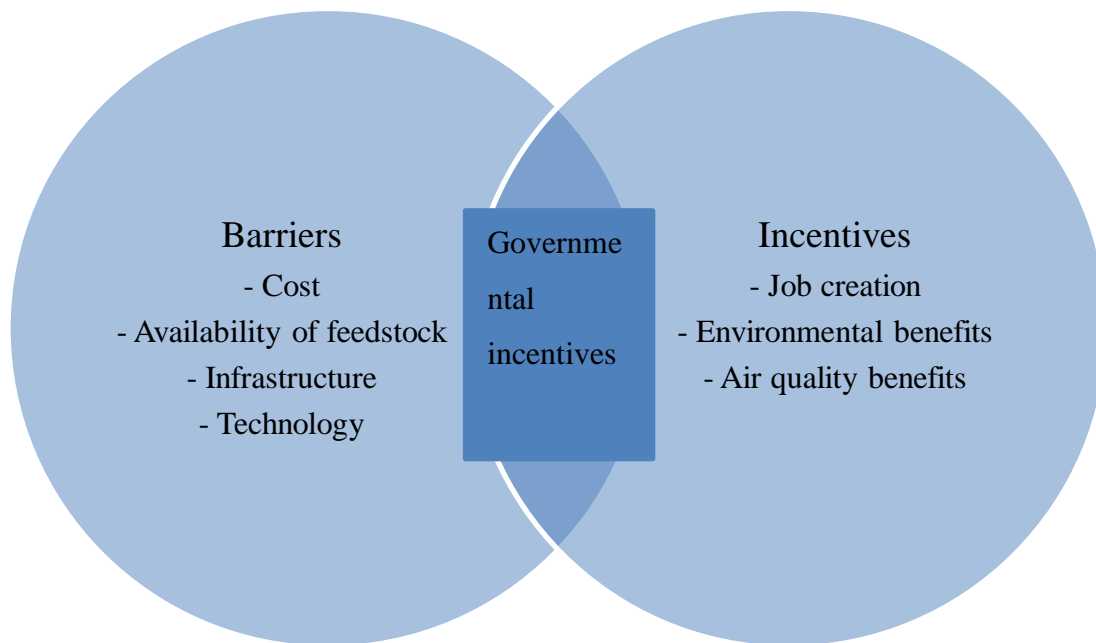 Barriers
- Cost
- Availability of feedstock
- Infrastructure
- Technology
Governme
ntal
incentives
Incentives
- Job creation
- Environmental benefits
- Air quality benefits